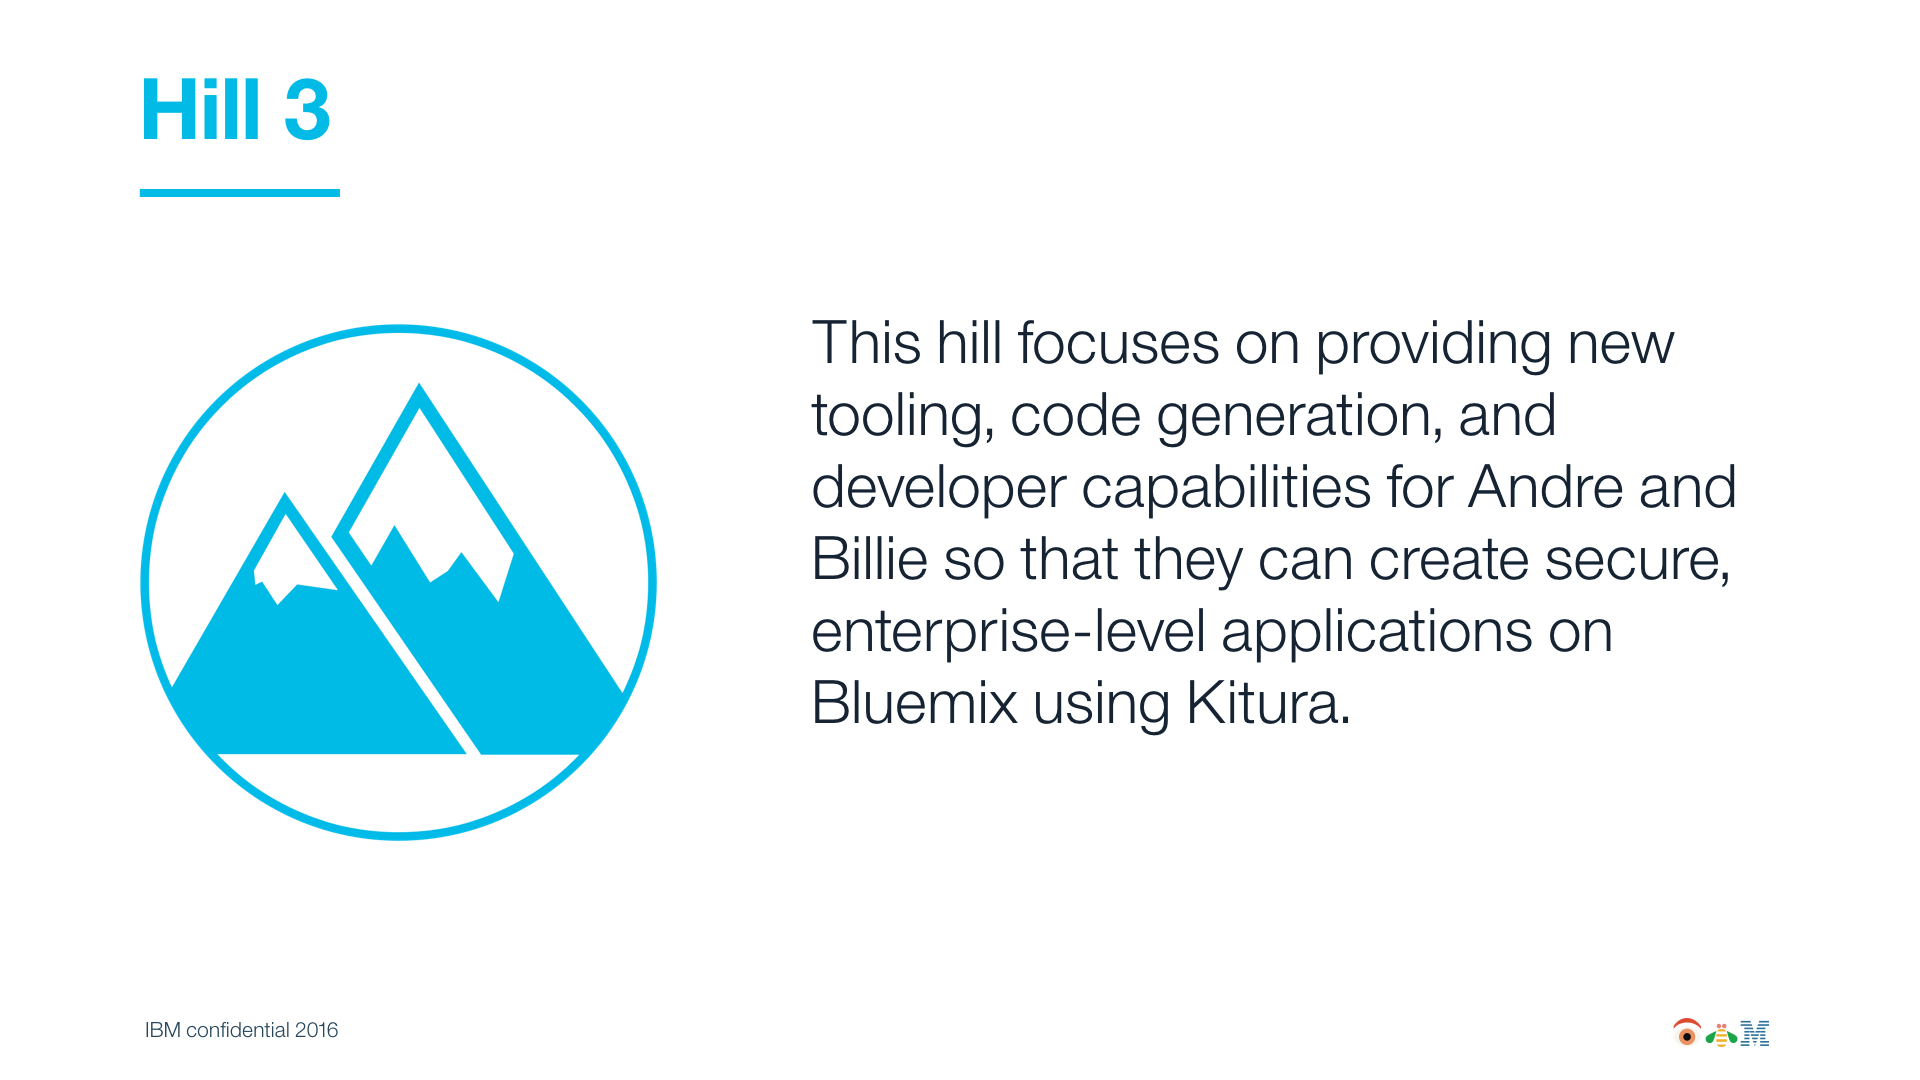 Hill 3
This hill focuses on providing new
tooling, code generation, and
developer capabilities for Andre and
Billie so that they can create secure,
enterprise-level applications on
Bluemix using Kitura.
IBM confidential 2016
M